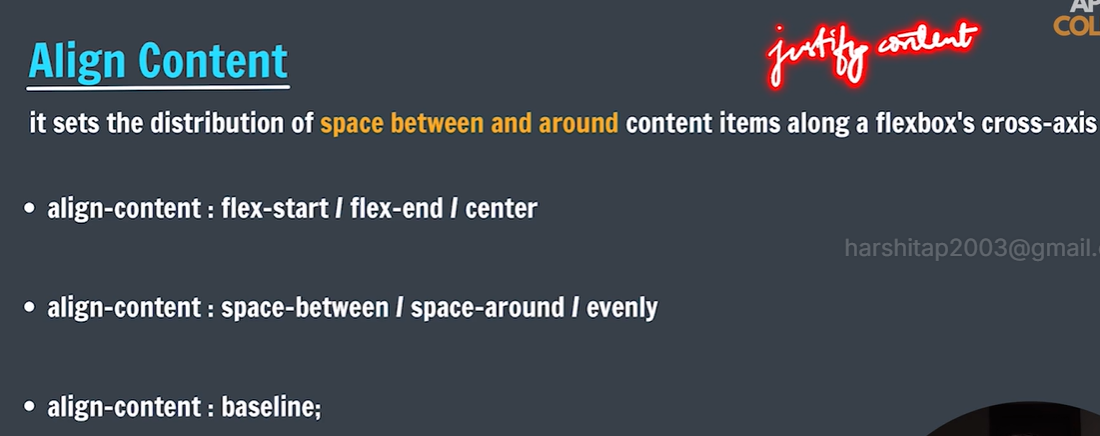 AP
COL
justify content
Align Content
it sets the distribution of space between and around content items along a flexbox's cross-axis
• align-content : flex-start / flex-end / center
harshitap2003@gmail.
• align-content : space-between / space-around / evenly
• align-content : baseline;